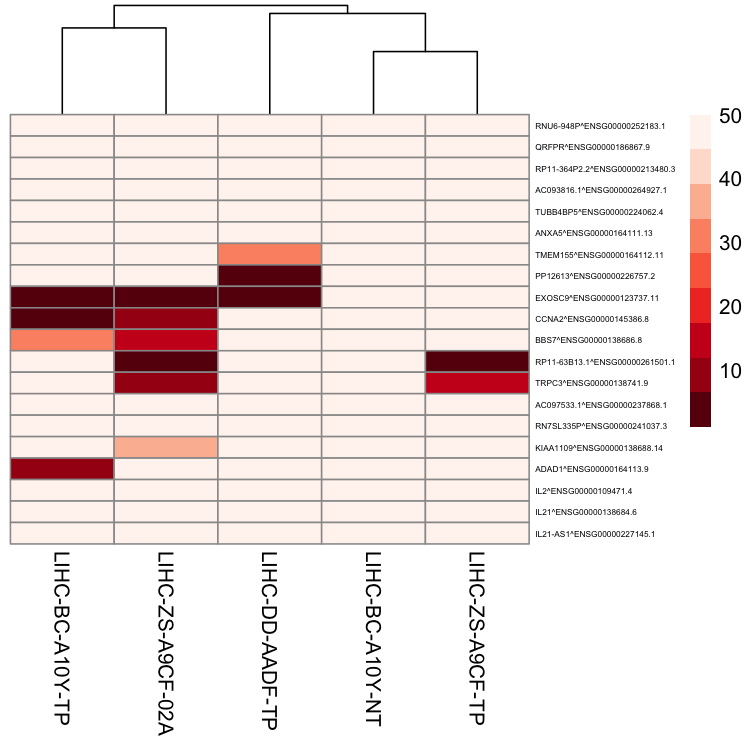 50
40
30
20
10
RNU6-948P^ENSG00000252183.1
QRFPR^ENSG00000186867.9
RP11-364P2.2^ENSG00000213480.3
AC093816.1^ENSG00000264927.1
TUBB4BP5^ENSG00000224062.4
ANXA5^ENSG00000164111.13
TMEM155^ENSG00000164112.11
PP12613^ENSG00000226757.2
EXOSC9^ENSG00000123737.11
CCNA2^ENSG00000145386.8
BBS7^ENSG00000138686.8
RP11-63B13.1^ENSG00000261501.1
TRPC3^ENSG00000138741.9
AC097533.1^ENSG00000237868.1
RN7SL335P^ENSG00000241037.3
KIAA1109^ENSG00000138688.14
ADAD1^ENSG00000164113.9
IL2^ENSG00000109471.4
IL21^ENSG00000138684.6
IL21-AS1^ENSG00000227145.1
LIHC-BC-A10Y-TP
LIHC-ZS-A9CF-02A
LIHC-DD-AADF-TP
LIHC-BC-A10Y-NT
LIHC-ZS-A9CF-TP